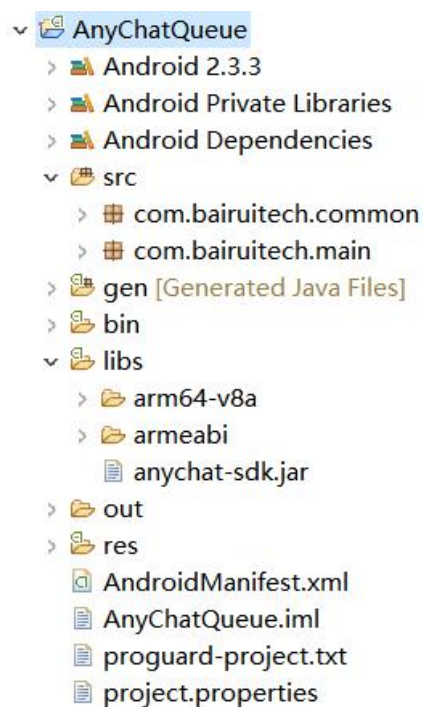 AnyChatQueue
Android 2.3.3
Android Private Libraries
Android Dependencies
src
com.bairuitech.common
com.bairuitech.main
gen [Generated Java Files]
bin
libs
arm64-v8a
armeabi
anychat-sdk.jar
out
res
AndroidManifest.xml
AnyChatQueue.iml
proguard-project.txt
project.properties